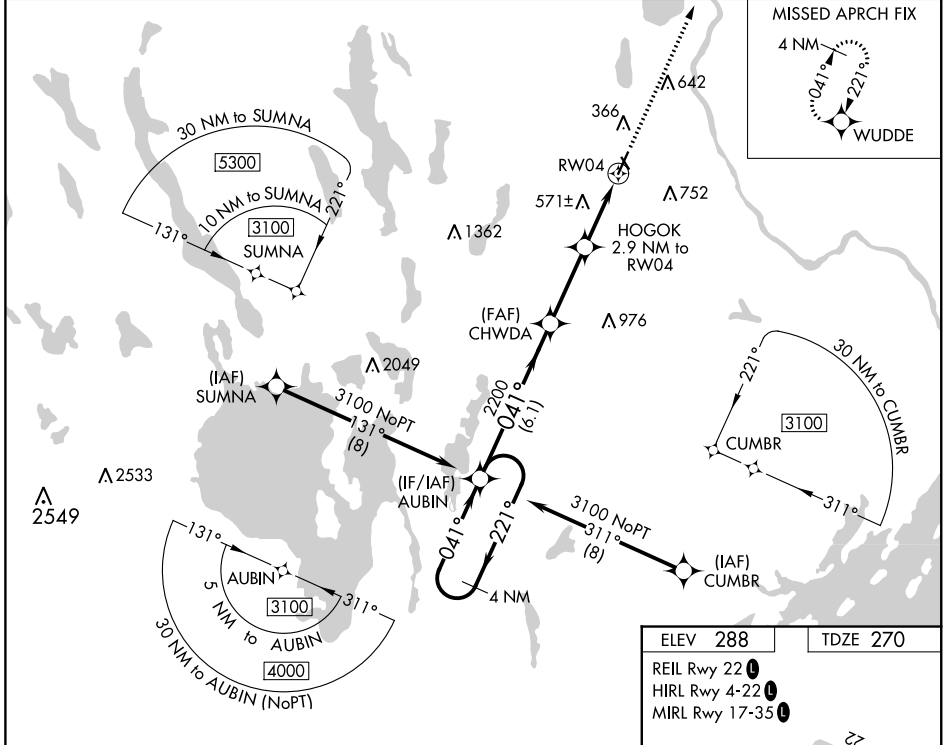 MISSED APRCH FIX
4 NM
041°
221°
WUDDE
642
366
RW04
571±
752
HOGOK
2.9 NM to
RW04
1362
30 NM to SUMNA
5300
10 NM to SUMNA
3100
221°
131°
SUMNA
(FAF)
CHWDA
976
2049
(IAF)
SUMNA
3100 NoPT
131°
(8)
2200
041°
(6.1)
30 NM to CUMBR
221°
3100
CUMBR
311°
2533
2549
(IF/IAF)
AUBIN
041°
221°
4 NM
3100 NoPT
311°
(8)
(IAF)
CUMBR
131°
AUBIN
3100
311°
5 NM to AUBIN
4000
30 NM to AUBIN (NoPT)
ELEV 288
TDZE 270
REIL Rwy 22 L
HIRL Rwy 4-22 L
MIRL Rwy 17-35 L
22